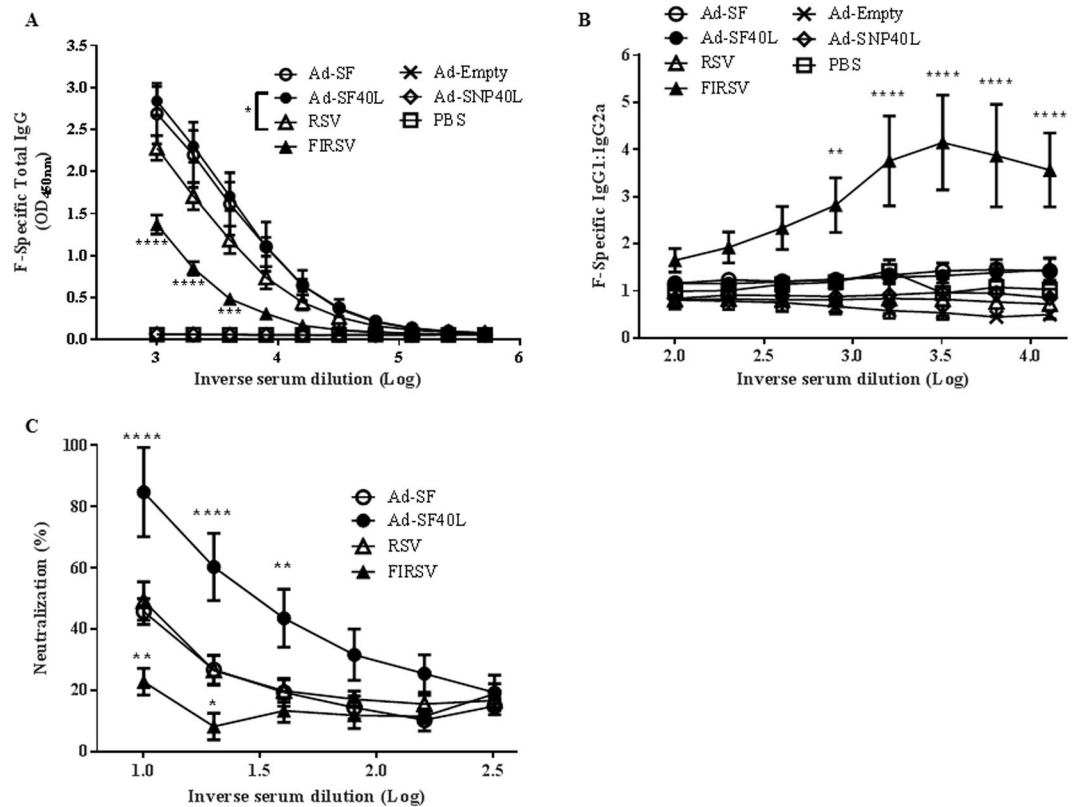 A
3.5
3.0
2.5
2.0
1.5
1.0
0.5
0.0
F-Specific Total IgG
(OD450nm)
3 4 5 6
Inverse serum dilution (Log)
Ad-SF
Ad-SF40L
RSV
FIRSV
Ad-Empty
Ad-SNP40L
PBS
*
****
****
***
B
Ad-SF
Ad-SF40L
RSV
FIRSV
Ad-Empty
Ad-SNP40L
PBS
6
5
4
3
2
1
0
F-Specific IgG1:IgG2a
**
****
****
****
****
2.0 2.5 3.0 3.5 4.0
Inverse serum dilution (Log)
C
100
80
60
40
20
0
Neutralization (%)
****
****
**
**
*
Ad-SF
Ad-SF40L
RSV
FIRSV
1.0 1.5 2.0 2.5
Inverse serum dilution (Log)